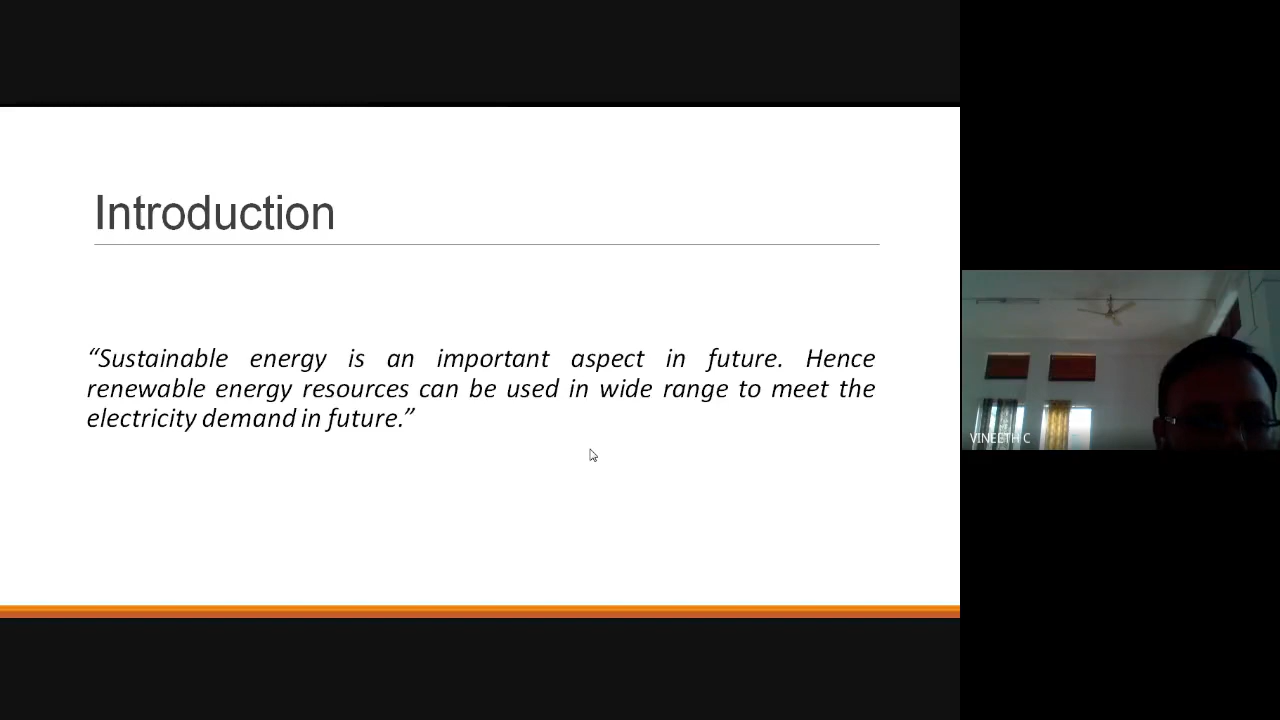 Introduction
“Sustainable energy is an important aspect in future. Hence
renewable energy resources can be used in wide range to meet the
electricity demand in future.”
VINEETH C